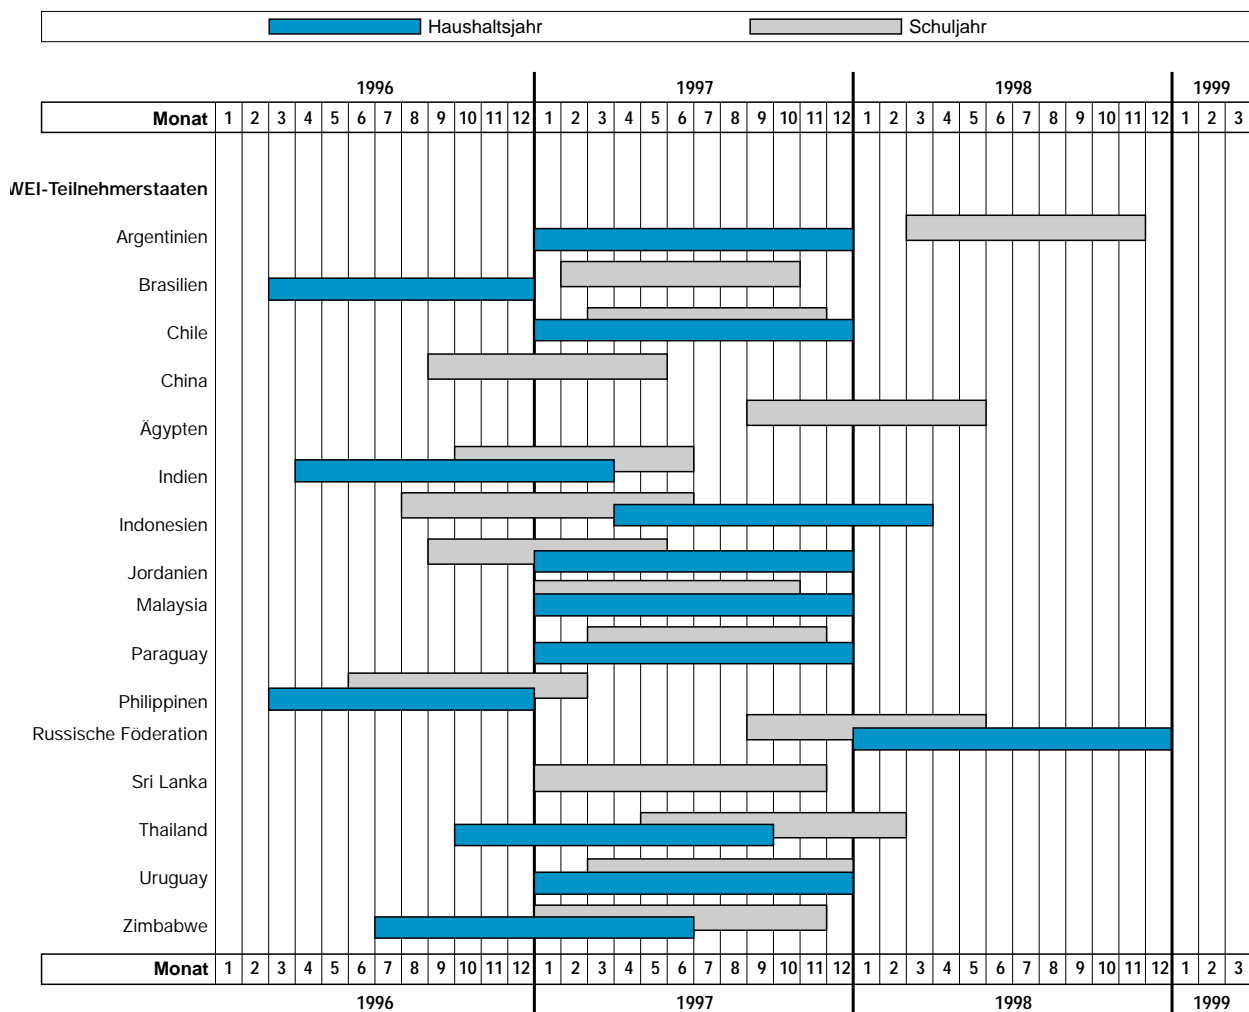 Haushaltsjahr Schuljahr
1996 1997 1998 1999
Monat 1 2 3 4 5 6 7 8 9 10 11 12 1 2 3 4 5 6 7 8 9 10 11 12 1 2 3 4 5 6 7 8 9 10 11 12 1 2 3
WEI-Teilnehmerstaaten
Argentinien
Brasilien
Chile
China
Ägypten
Indien
Indonesien
Jordanien
Malaysia
Paraguay
Philippinen
Russische Föderation
Sri Lanka
Thailand
Uruguay
Zimbabwe
Monat 1 2 3 4 5 6 7 8 9 10 11 12 1 2 3 4 5 6 7 8 9 10 11 12 1 2 3 4 5 6 7 8 9 10 11 12 1 2 3
1996 1997 1998 1999